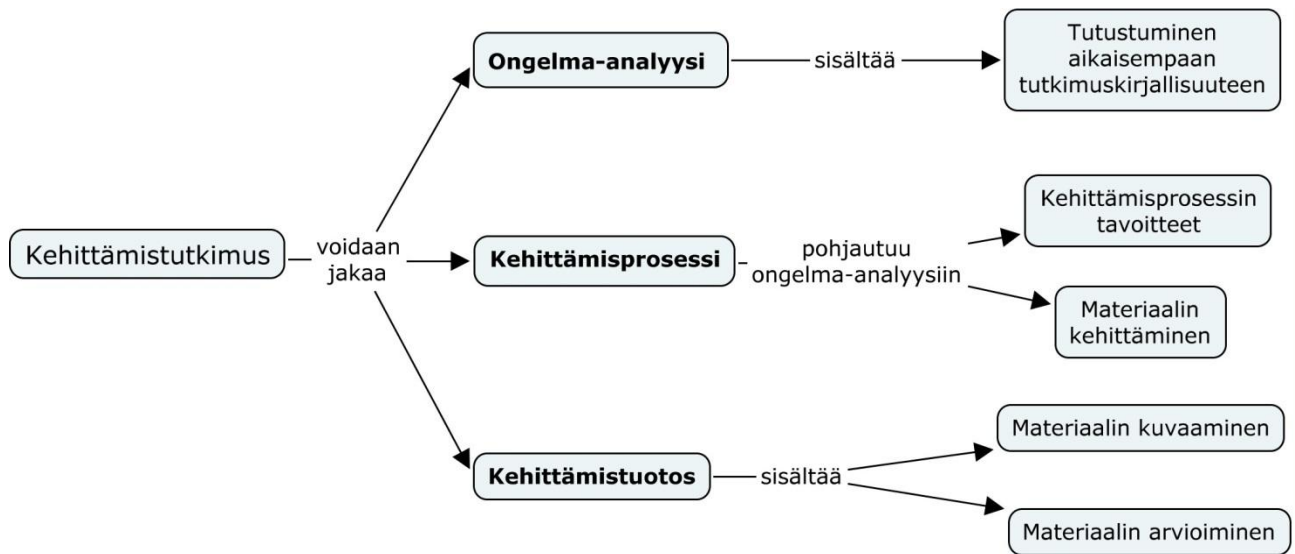 Kehittämistutkimus
voidaan
jakaa
Ongelma-analyysi
sisältää
Tutustuminen
aikaisempaan
tutkimuskirjallisuuteen
Kehittämisprosessi
pohjautuu
ongelma-analyysiin
Kehittämisprosessin
tavoitteet
Materiaalin
kehittäminen
Kehittämistuotos
sisältää
Materiaalin kuvaaminen
Materiaalin arvioiminen